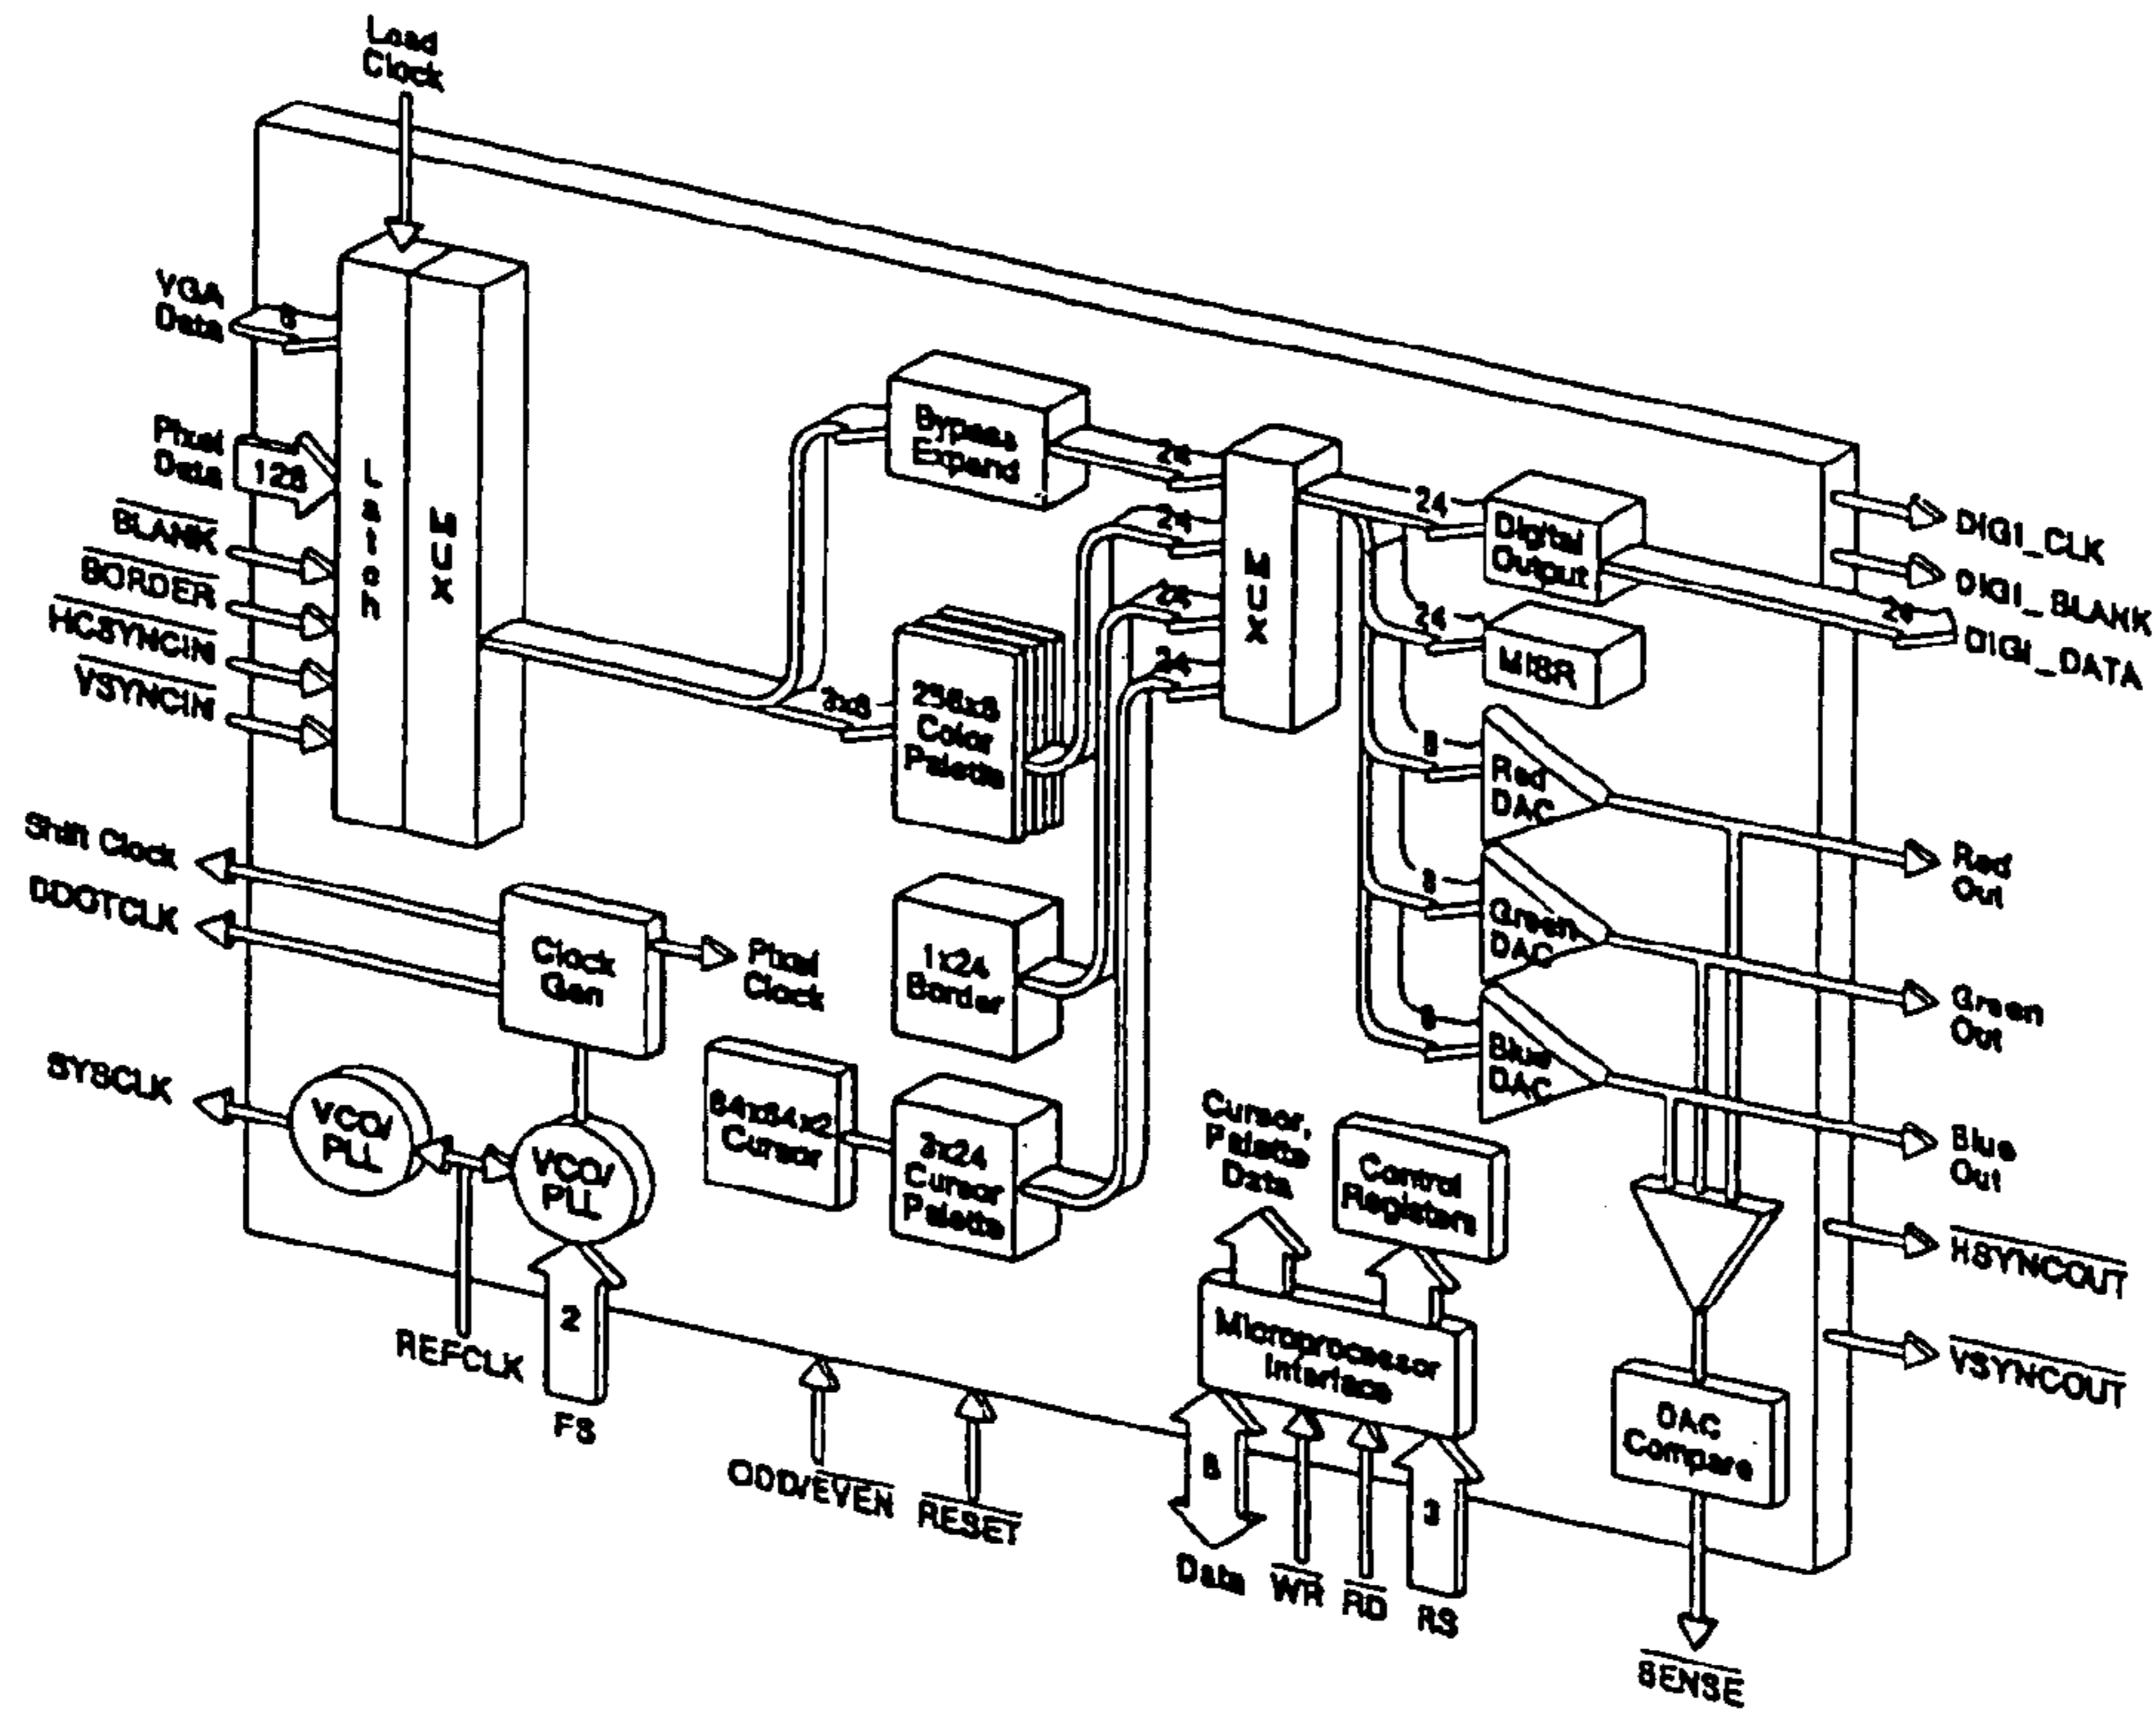 Load
Clock
VGA
Data
8
Pixel
Data
128
BLANK
BORDER
HCSYNCIN
VSYNCIN
Latch
MUX
Bypass
Expand
24
24
24
24
3x8
256x8
Color
Palette
MUX
24
Digital
Output
24
MISR
DIGI_CLK
DIGI_BLANK
24
DIGI_DATA
8
Red
DAC
Red
Out
8
Green
DAC
Green
Out
8
Blue
DAC
Blue
Out
Shift Clock
DDOTCLK
Clock
Gen
Pixel
Clock
1x24
Border
SYSCLK
VCO/
PLL
VCO/
PLL
64x64x2
Cursor
3x24
Cursor
Palette
Cursor,
Palette
Data
Control
Registers
HSYNCOUT
VSYNCOUT
REFCLK
2
FS
ODD/EVEN
RESET
Microprocessor
Interface
8
Data
WR
RD
3
RS
DAC
Compare
SENSE